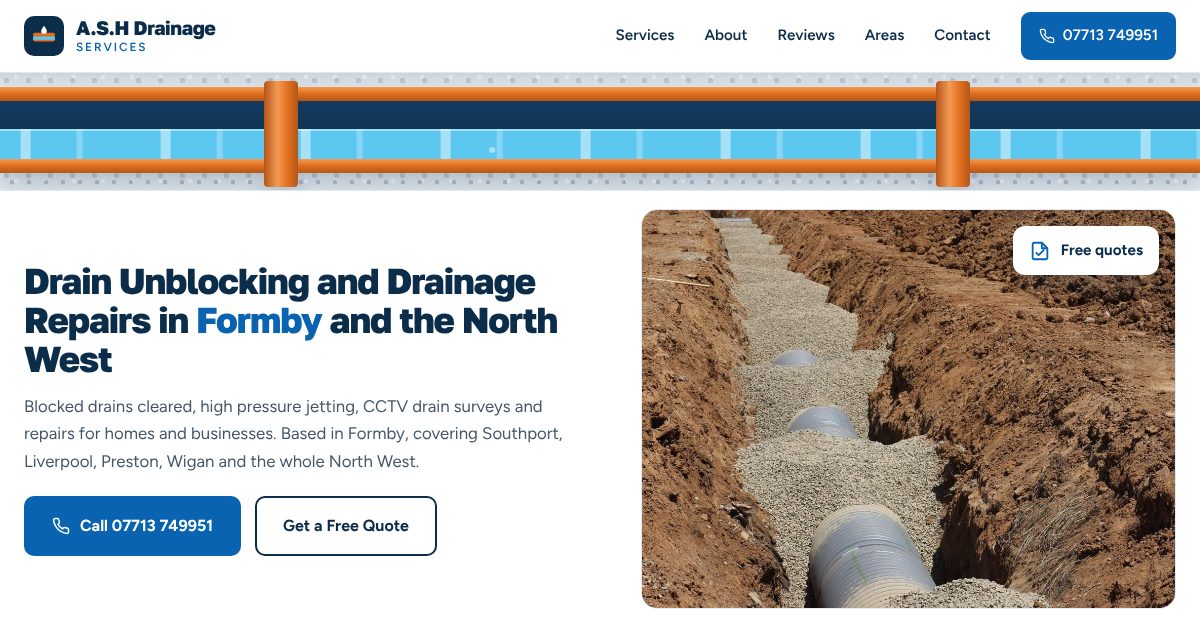 A.S.H Drainage
SERVICES
Services
About
Reviews
Areas
Contact
07713 749951
Free quotes
Drain Unblocking and Drainage
Repairs in Formby and the North
West
Blocked drains cleared, high pressure jetting, CCTV drain surveys and
repairs for homes and businesses. Based in Formby, covering Southport,
Liverpool, Preston, Wigan and the whole North West.
Call 07713 749951
Get a Free Quote